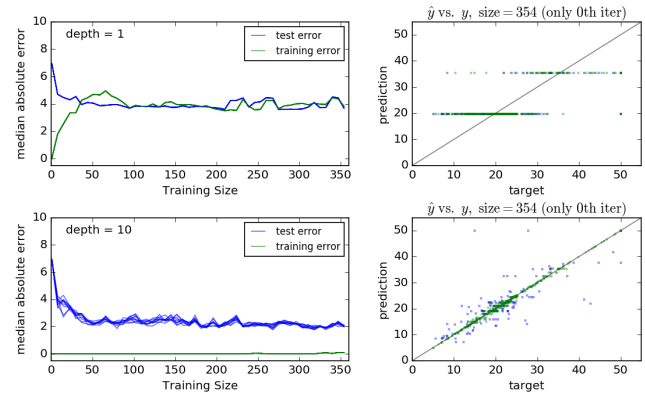 depth = 1
test error
training error
median absolute error
10
8
6
4
2
0
0 50 100 150 200 250 300 350
Training Size
ŷ vs. y, size = 354 (only 0th iter)
prediction
50
40
30
20
10
0
0 10 20 30 40 50
target
depth = 10
test error
training error
median absolute error
10
8
6
4
2
0
0 50 100 150 200 250 300 350
Training Size
ŷ vs. y, size = 354 (only 0th iter)
prediction
50
40
30
20
10
0
0 10 20 30 40 50
target